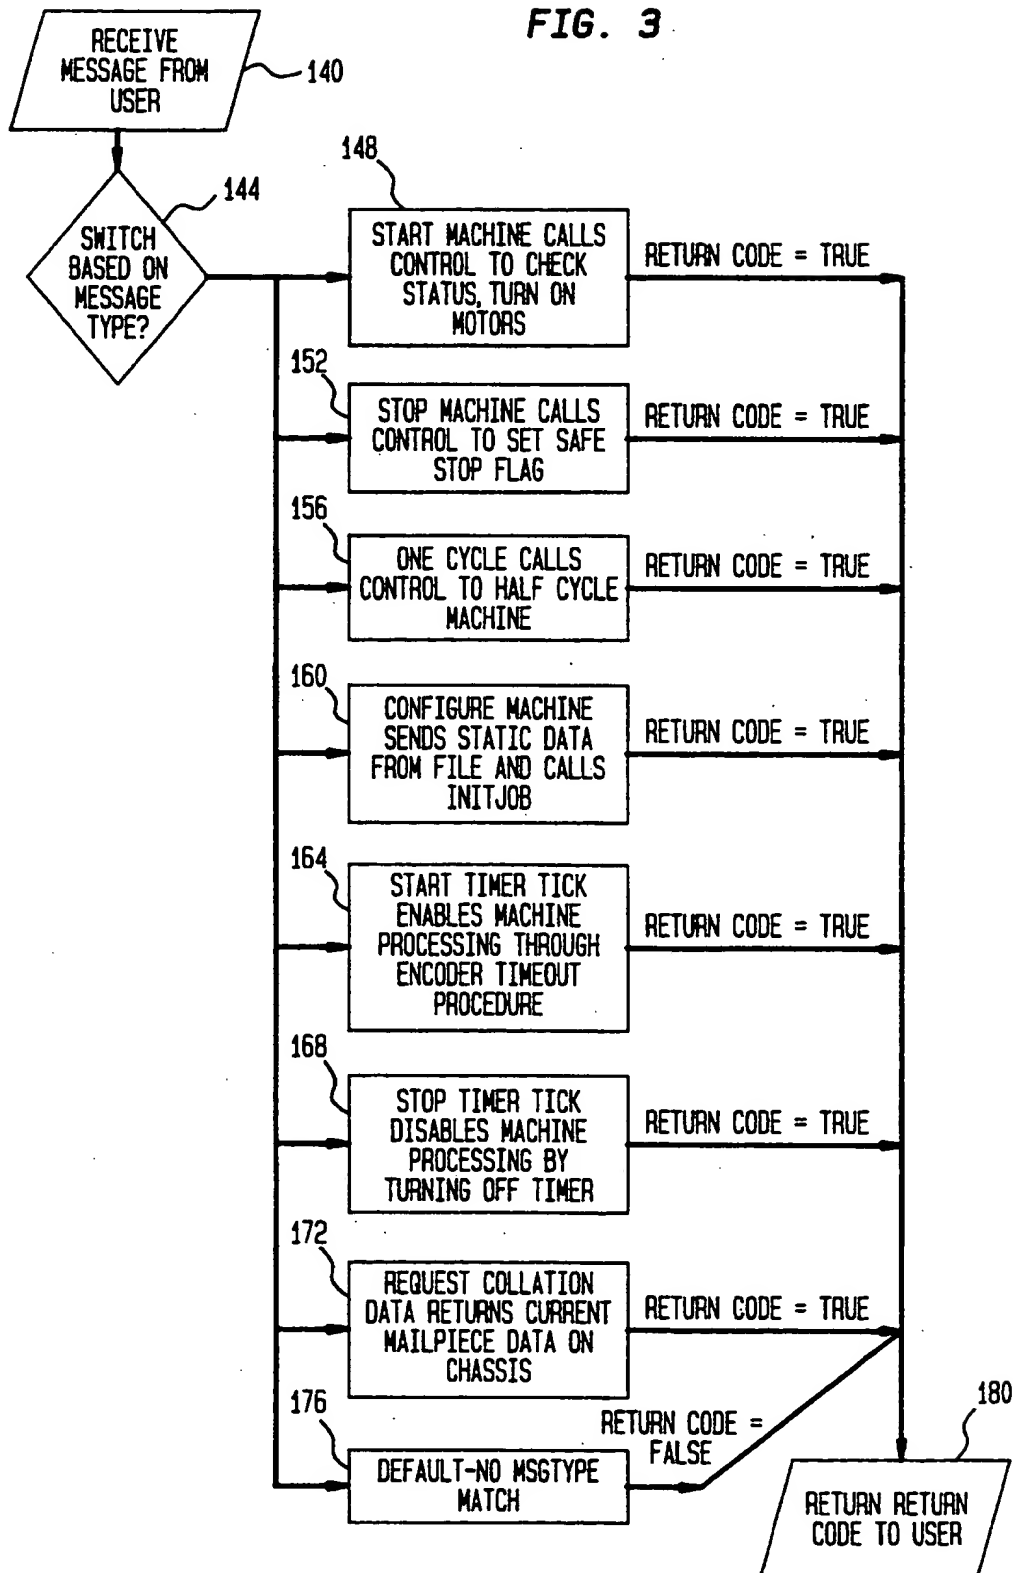 FIG. 3
RECEIVE
MESSAGE FROM
USER
140
144
SWITCH
BASED ON
MESSAGE
TYPE?
148
START MACHINE CALLS
CONTROL TO CHECK
STATUS, TURN ON
MOTORS
RETURN CODE = TRUE
152
STOP MACHINE CALLS
CONTROL TO SET SAFE
STOP FLAG
RETURN CODE = TRUE
156
ONE CYCLE CALLS
CONTROL TO HALF CYCLE
MACHINE
RETURN CODE = TRUE
160
CONFIGURE MACHINE
SENDS STATIC DATA
FROM FILE AND CALLS
INITJOB
RETURN CODE = TRUE
164
START TIMER TICK
ENABLES MACHINE
PROCESSING THROUGH
ENCODER TIMEOUT
PROCEDURE
RETURN CODE = TRUE
168
STOP TIMER TICK
DISABLES MACHINE
PROCESSING BY
TURNING OFF TIMER
RETURN CODE = TRUE
172
REQUEST COLLATION
DATA RETURNS CURRENT
MAILPIECE DATA ON
CHASSIS
RETURN CODE = TRUE
176
DEFAULT-NO MSGTYPE
MATCH
RETURN CODE =
FALSE
180
RETURN RETURN
CODE TO USER